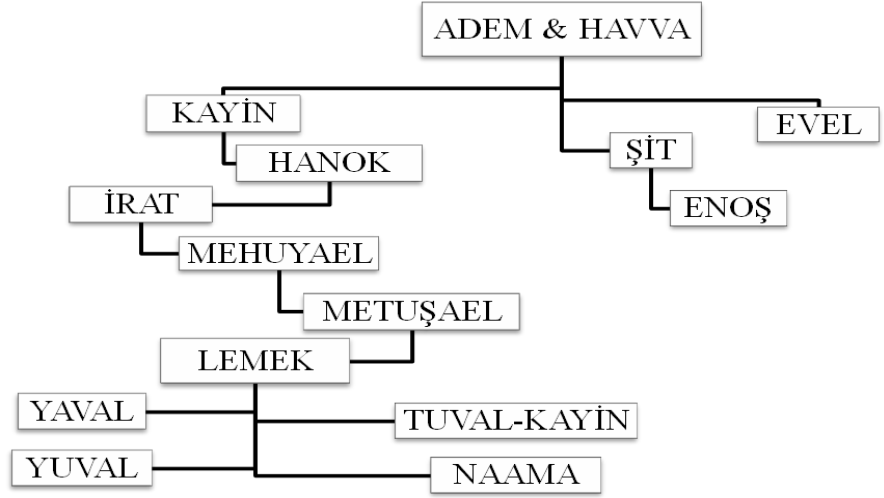 ADEM & HAVVA
KAYİN
EVEL
ŞİT
HANOK
İRAT
ENOŞ
MEHUYAEL
METUŞAEL
LEMEK
YAVAL
TUVAL-KAYİN
YUVAL
NAAMA